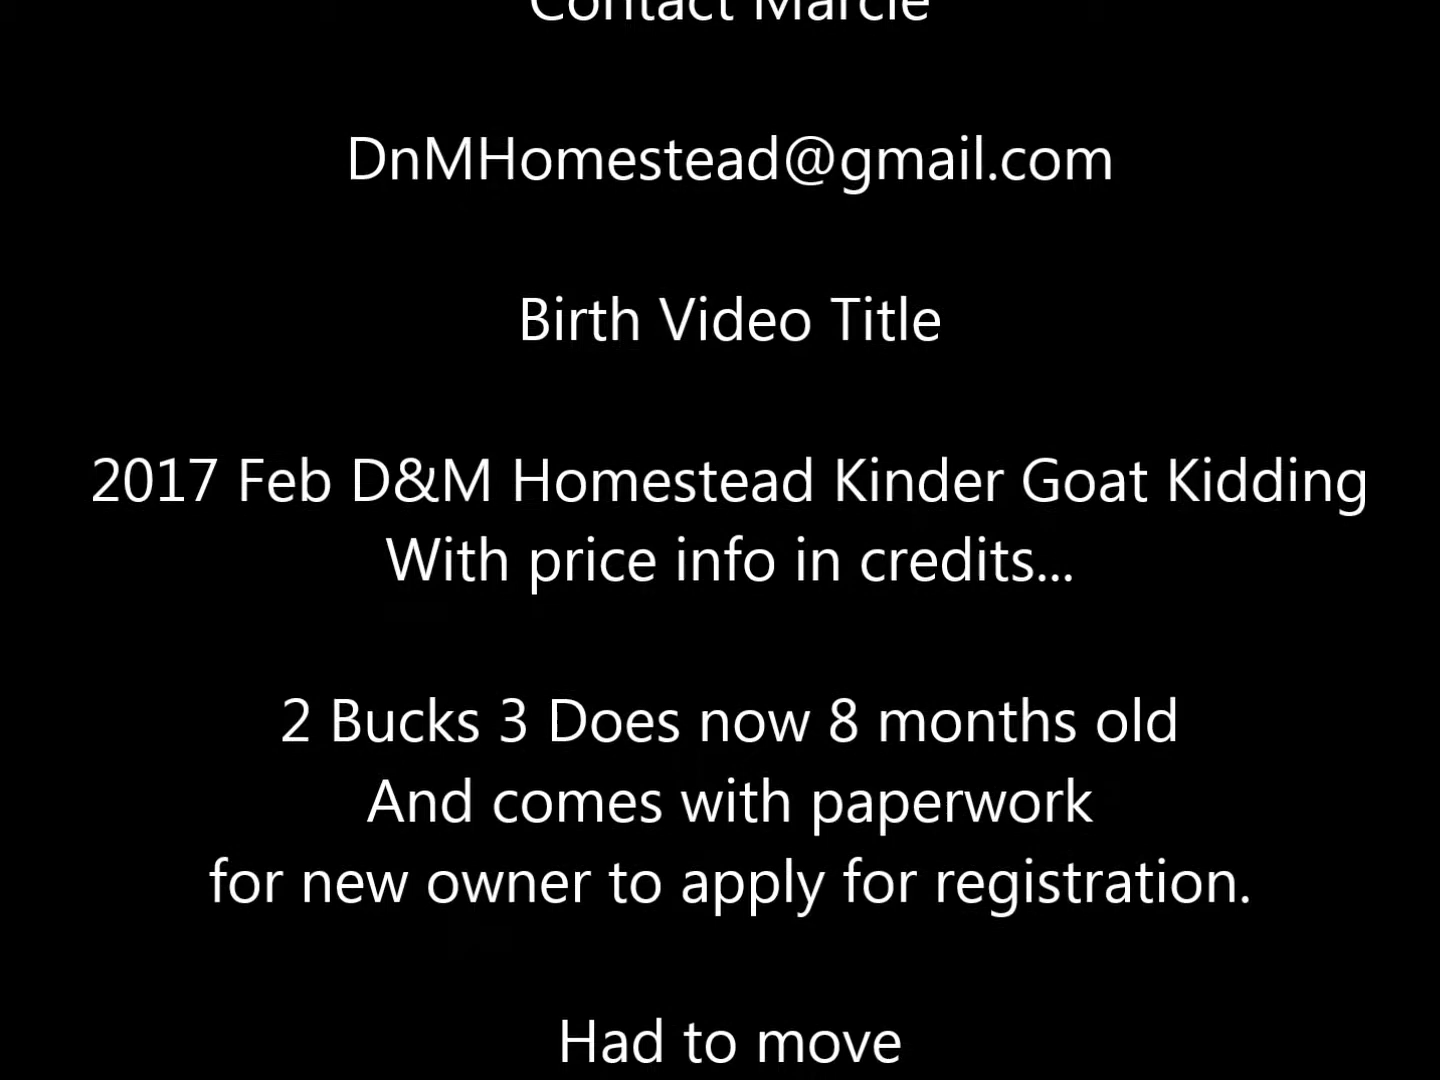 Contact Marcie
DnMHomestead@gmail.com
Birth Video Title
2017 Feb D&M Homestead Kinder Goat Kidding
With price info in credits...
2 Bucks 3 Does now 8 months old
And comes with paperwork
for new owner to apply for registration.
Had to move